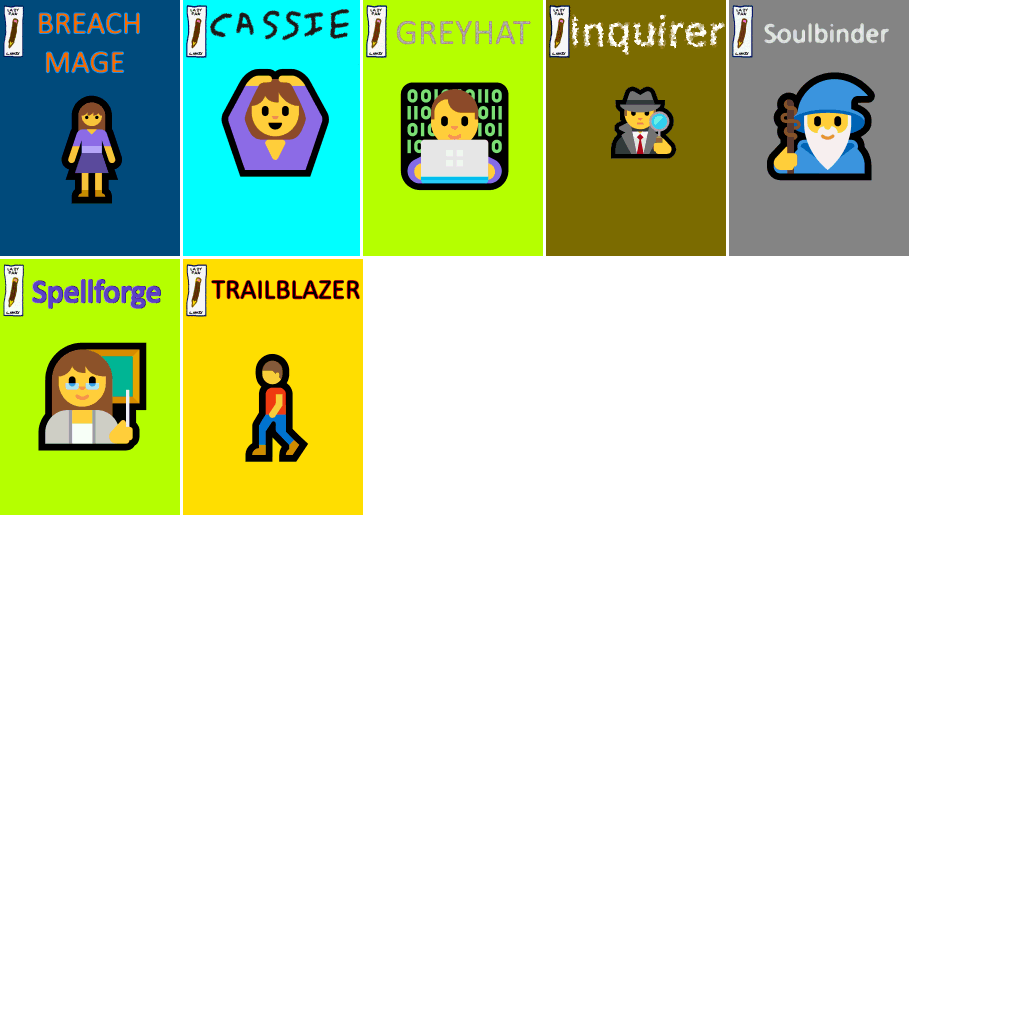 BREACH
MAGE
CASSIE
GREYHAT
Inquirer
Soulbinder
Spellforge
TRAILBLAZER